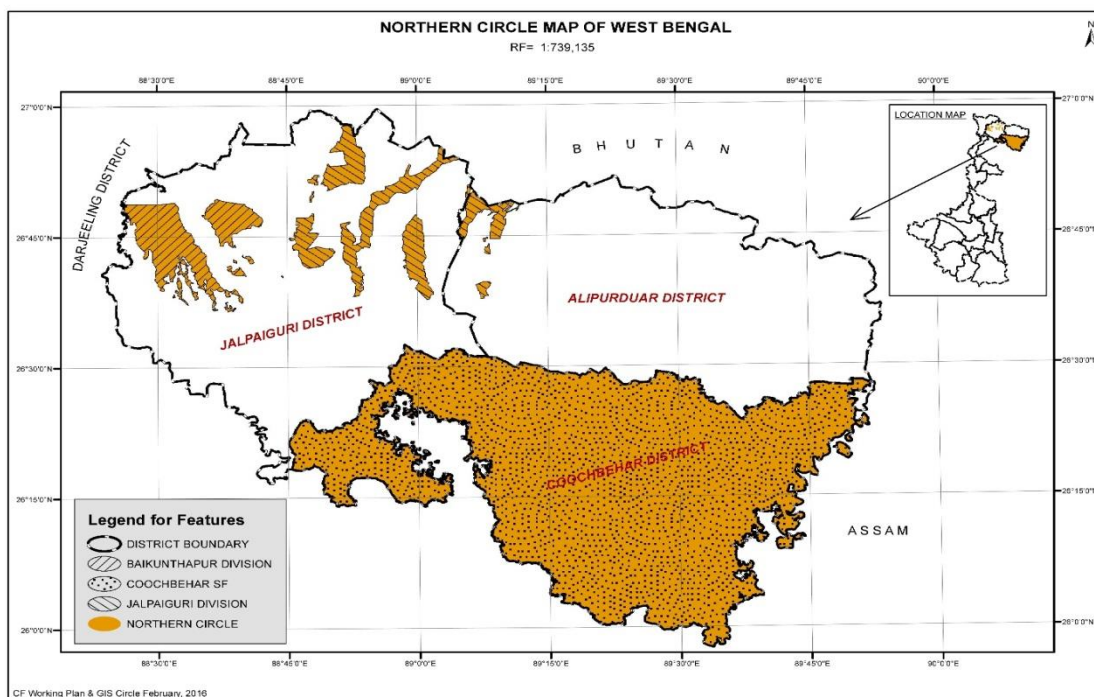 NORTHERN CIRCLE MAP OF WEST BENGAL
RF= 1:739,135
N
88°30'0"E
88°45'0"E
89°0'0"E
89°15'0"E
89°30'0"E
89°45'0"E
90°0'0"E
27°0'0"N
27°0'0"N
LOCATION MAP
BHUTAN
DARJEELING DISTRICT
26°45'0"N
26°45'0"N
ALIPURDUAR DISTRICT
JALPAIGURI DISTRICT
26°30'0"N
26°30'0"N
COOCHBEHAR DISTRICT
26°15'0"N
26°15'0"N
ASSAM
Legend for Features
DISTRICT BOUNDARY
BAIKUNTHAPUR DIVISION
COOCHBEHAR SF
JALPAIGURI DIVISION
NORTHERN CIRCLE
26°0'0"N
26°0'0"N
88°30'0"E
88°45'0"E
89°0'0"E
89°15'0"E
89°30'0"E
89°45'0"E
90°0'0"E
CF Working Plan & GIS Circle February, 2016